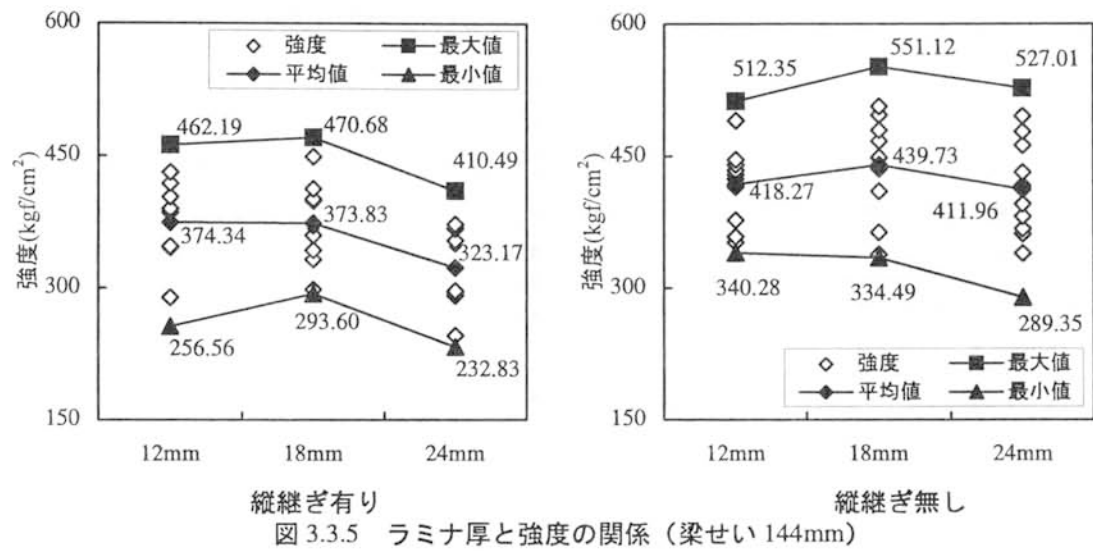 600
450
300
150
強度(kgf/cm²)
強度 最大値
平均値 最小値
462.19 470.68 410.49
374.34 373.83 323.17
256.56 293.60 232.83
12mm 18mm 24mm
縦継ぎ有り
600
450
300
150
強度(kgf/cm²)
512.35 551.12 527.01
418.27 439.73 411.96
340.28 334.49 289.35
強度 最大値
平均値 最小値
12mm 18mm 24mm
縦継ぎ無し
図 3.3.5 ラミナ厚と強度の関係（梁せい 144mm）